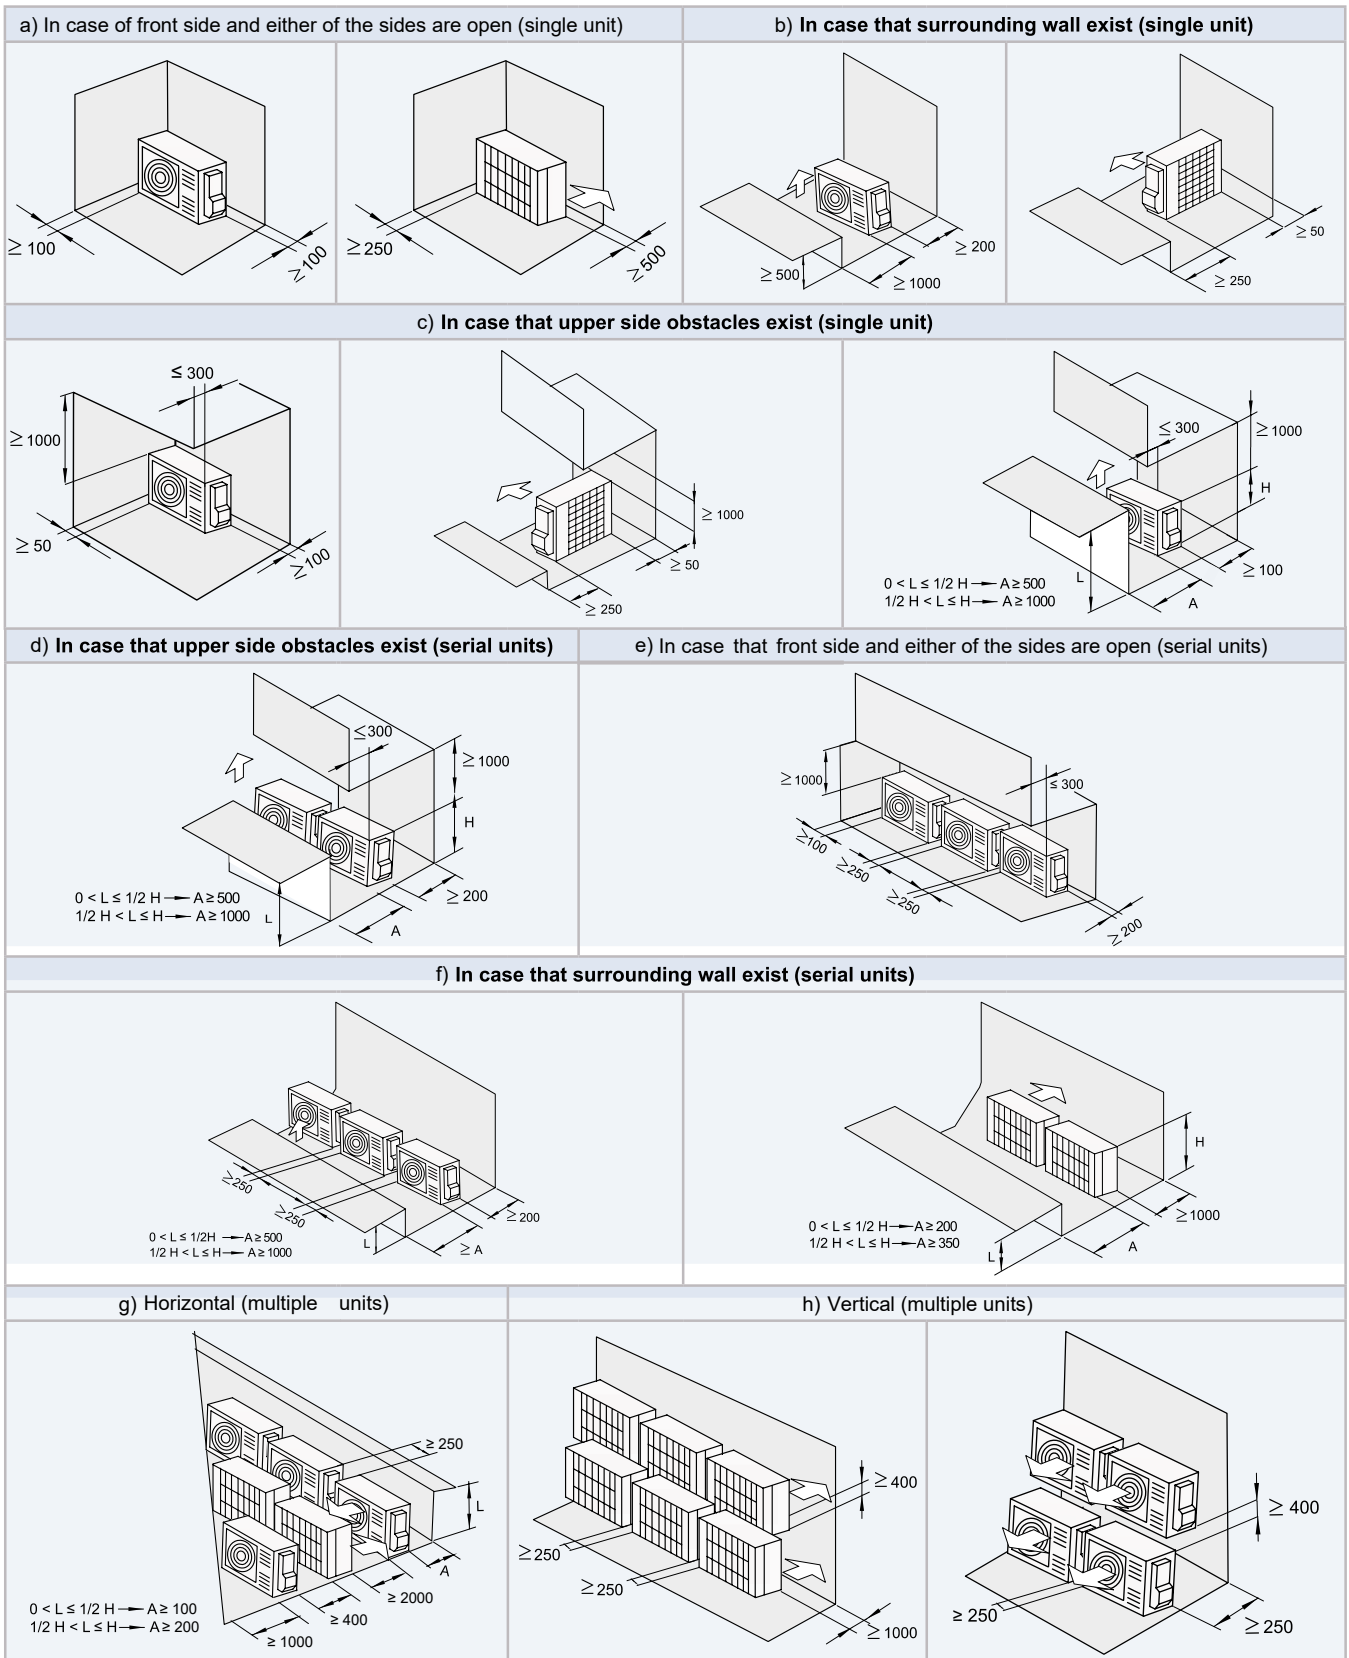 a) In case of front side and either of the sides are open (single unit)
b) In case that surrounding wall exist (single unit)
≥ 100
≥100
≥250
≥500
≥500
≥ 1000
≥ 200
≥ 250
≥ 50
c) In case that upper side obstacles exist (single unit)
≤ 300
≥1000
≥ 50
≥100
≥ 1000
≥ 50
≥ 250
≤ 300
≥1000
H
≥ 100
L
A
0 < L ≤ 1/2 H → A ≥ 500
1/2 H < L ≤ H → A ≥ 1000
d) In case that upper side obstacles exist (serial units)
e) In case that front side and either of the sides are open (serial units)
≤300
≥1000
H
≥ 200
L
A
0 < L ≤ 1/2 H → A ≥ 500
1/2 H < L ≤ H → A ≥ 1000
≥1000
≤ 300
≥100
≥250
≥250
≥200
f) In case that surrounding wall exist (serial units)
≥250
≥250
≥ 200
L
≥ A
0 < L ≤ 1/2H → A ≥ 500
1/2 H < L ≤ H → A ≥ 1000
H
≥1000
A
L
0 < L ≤ 1/2 H → A ≥ 200
1/2 H < L ≤ H → A ≥ 350
g) Horizontal (multiple units)
h) Vertical (multiple units)
≥ 250
L
A
≥ 2000
≥ 400
≥ 1000
0 < L ≤ 1/2 H → A ≥ 100
1/2 H < L ≤ H → A ≥ 200
≥ 400
≥ 250
≥ 250
≥ 1000
≥ 400
≥ 250
≥ 250